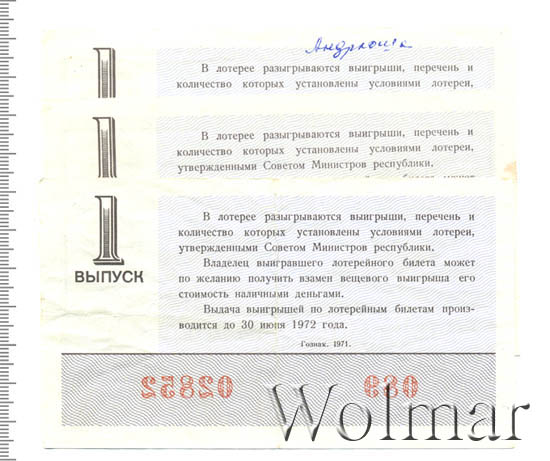 Андрюша
1
В лотерее разыгрываются выигрыши, перечень и
количество которых установлены условиями лотереи,
1
В лотерее разыгрываются выигрыши, перечень и
количество которых установлены условиями лотереи,
утвержденными Советом Министров республики.
1
ВЫПУСК
В лотерее разыгрываются выигрыши, перечень и
количество которых установлены условиями лотереи,
утвержденными Советом Министров республики.
Владелец выигравшего лотерейного билета может
по желанию получить взамен вещевого выигрыша его
стоимость наличными деньгами.
Выдача выигрышей по лотерейным билетам произ-
водится до 30 июня 1972 года.
Гознак. 1971.
02852 089
Wolmar